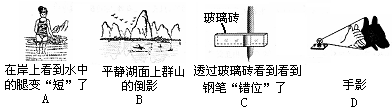 玻璃砖
在岸上看到水中
的腿变“短”了
A
平静湖面上群山
的倒影
B
透过玻璃砖看到看到
钢笔“错位”了
C
手影
D